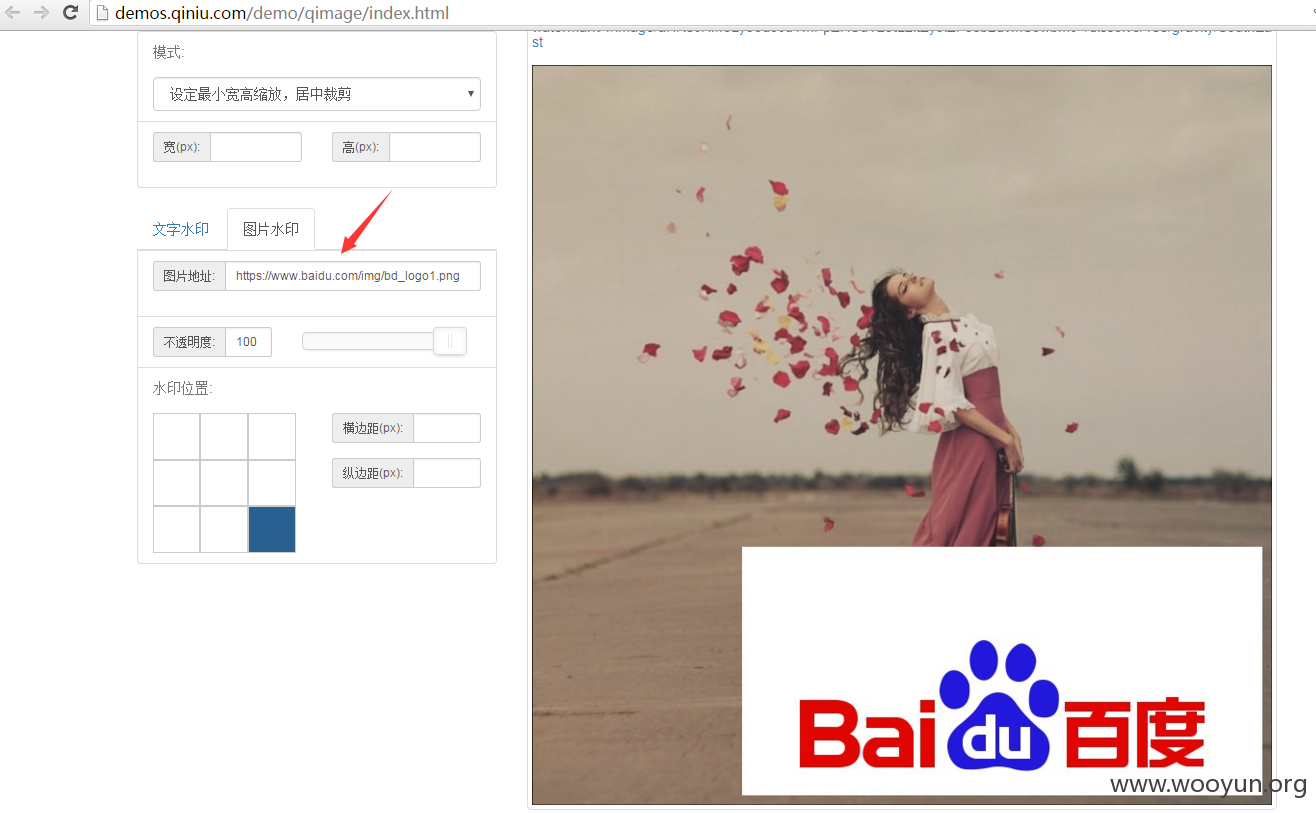 demos.qiniu.com/demo/qimage/index.html
模式:
设定最小宽高缩放，居中裁剪
宽(px):
高(px):
文字水印
图片水印
图片地址:
https://www.baidu.com/img/bd_logo1.png
不透明度:
100
水印位置:
横边距(px):
纵边距(px):
st
Bai du 百度
www.wooyun.org